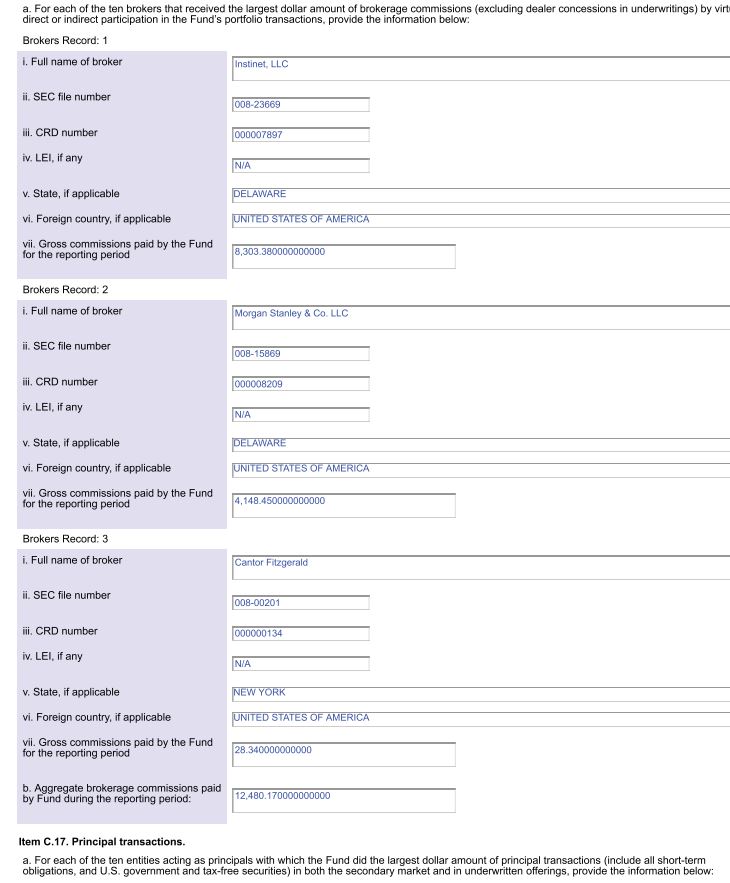 a. For each of the ten brokers that received the largest dollar amount of brokerage commissions (excluding dealer concessions in underwritings) by
direct or indirect participation in the Fund's portfolio transactions, provide the information below:
Brokers Record: 1
i. Full name of broker
Instinet, LLC
ii. SEC file number
008-23669
iii. CRD number
000007897
iv. LEI, if any
N/A
v. State, if applicable
DELAWARE
vi. Foreign country, if applicable
UNITED STATES OF AMERICA
vii. Gross commissions paid by the Fund
for the reporting period
8,303.380000000000
Brokers Record: 2
i. Full name of broker
Morgan Stanley & Co. LLC
ii. SEC file number
008-15869
iii. CRD number
000008209
iv. LEI, if any
N/A
v. State, if applicable
DELAWARE
vi. Foreign country, if applicable
UNITED STATES OF AMERICA
vii. Gross commissions paid by the Fund
for the reporting period
4,148.450000000000
Brokers Record: 3
i. Full name of broker
Cantor Fitzgerald
ii. SEC file number
008-00201
iii. CRD number
000000134
iv. LEI, if any
N/A
v. State, if applicable
NEW YORK
vi. Foreign country, if applicable
UNITED STATES OF AMERICA
vii. Gross commissions paid by the Fund
for the reporting period
28.340000000000
b. Aggregate brokerage commissions paid
by Fund during the reporting period:
12,480.170000000000
Item C.17. Principal transactions.
a. For each of the ten entities acting as principals with which the Fund did the largest dollar amount of principal transactions (include all short-term
obligations, and U.S. government and tax-free securities) in both the secondary market and in underwritten offerings, provide the information below: